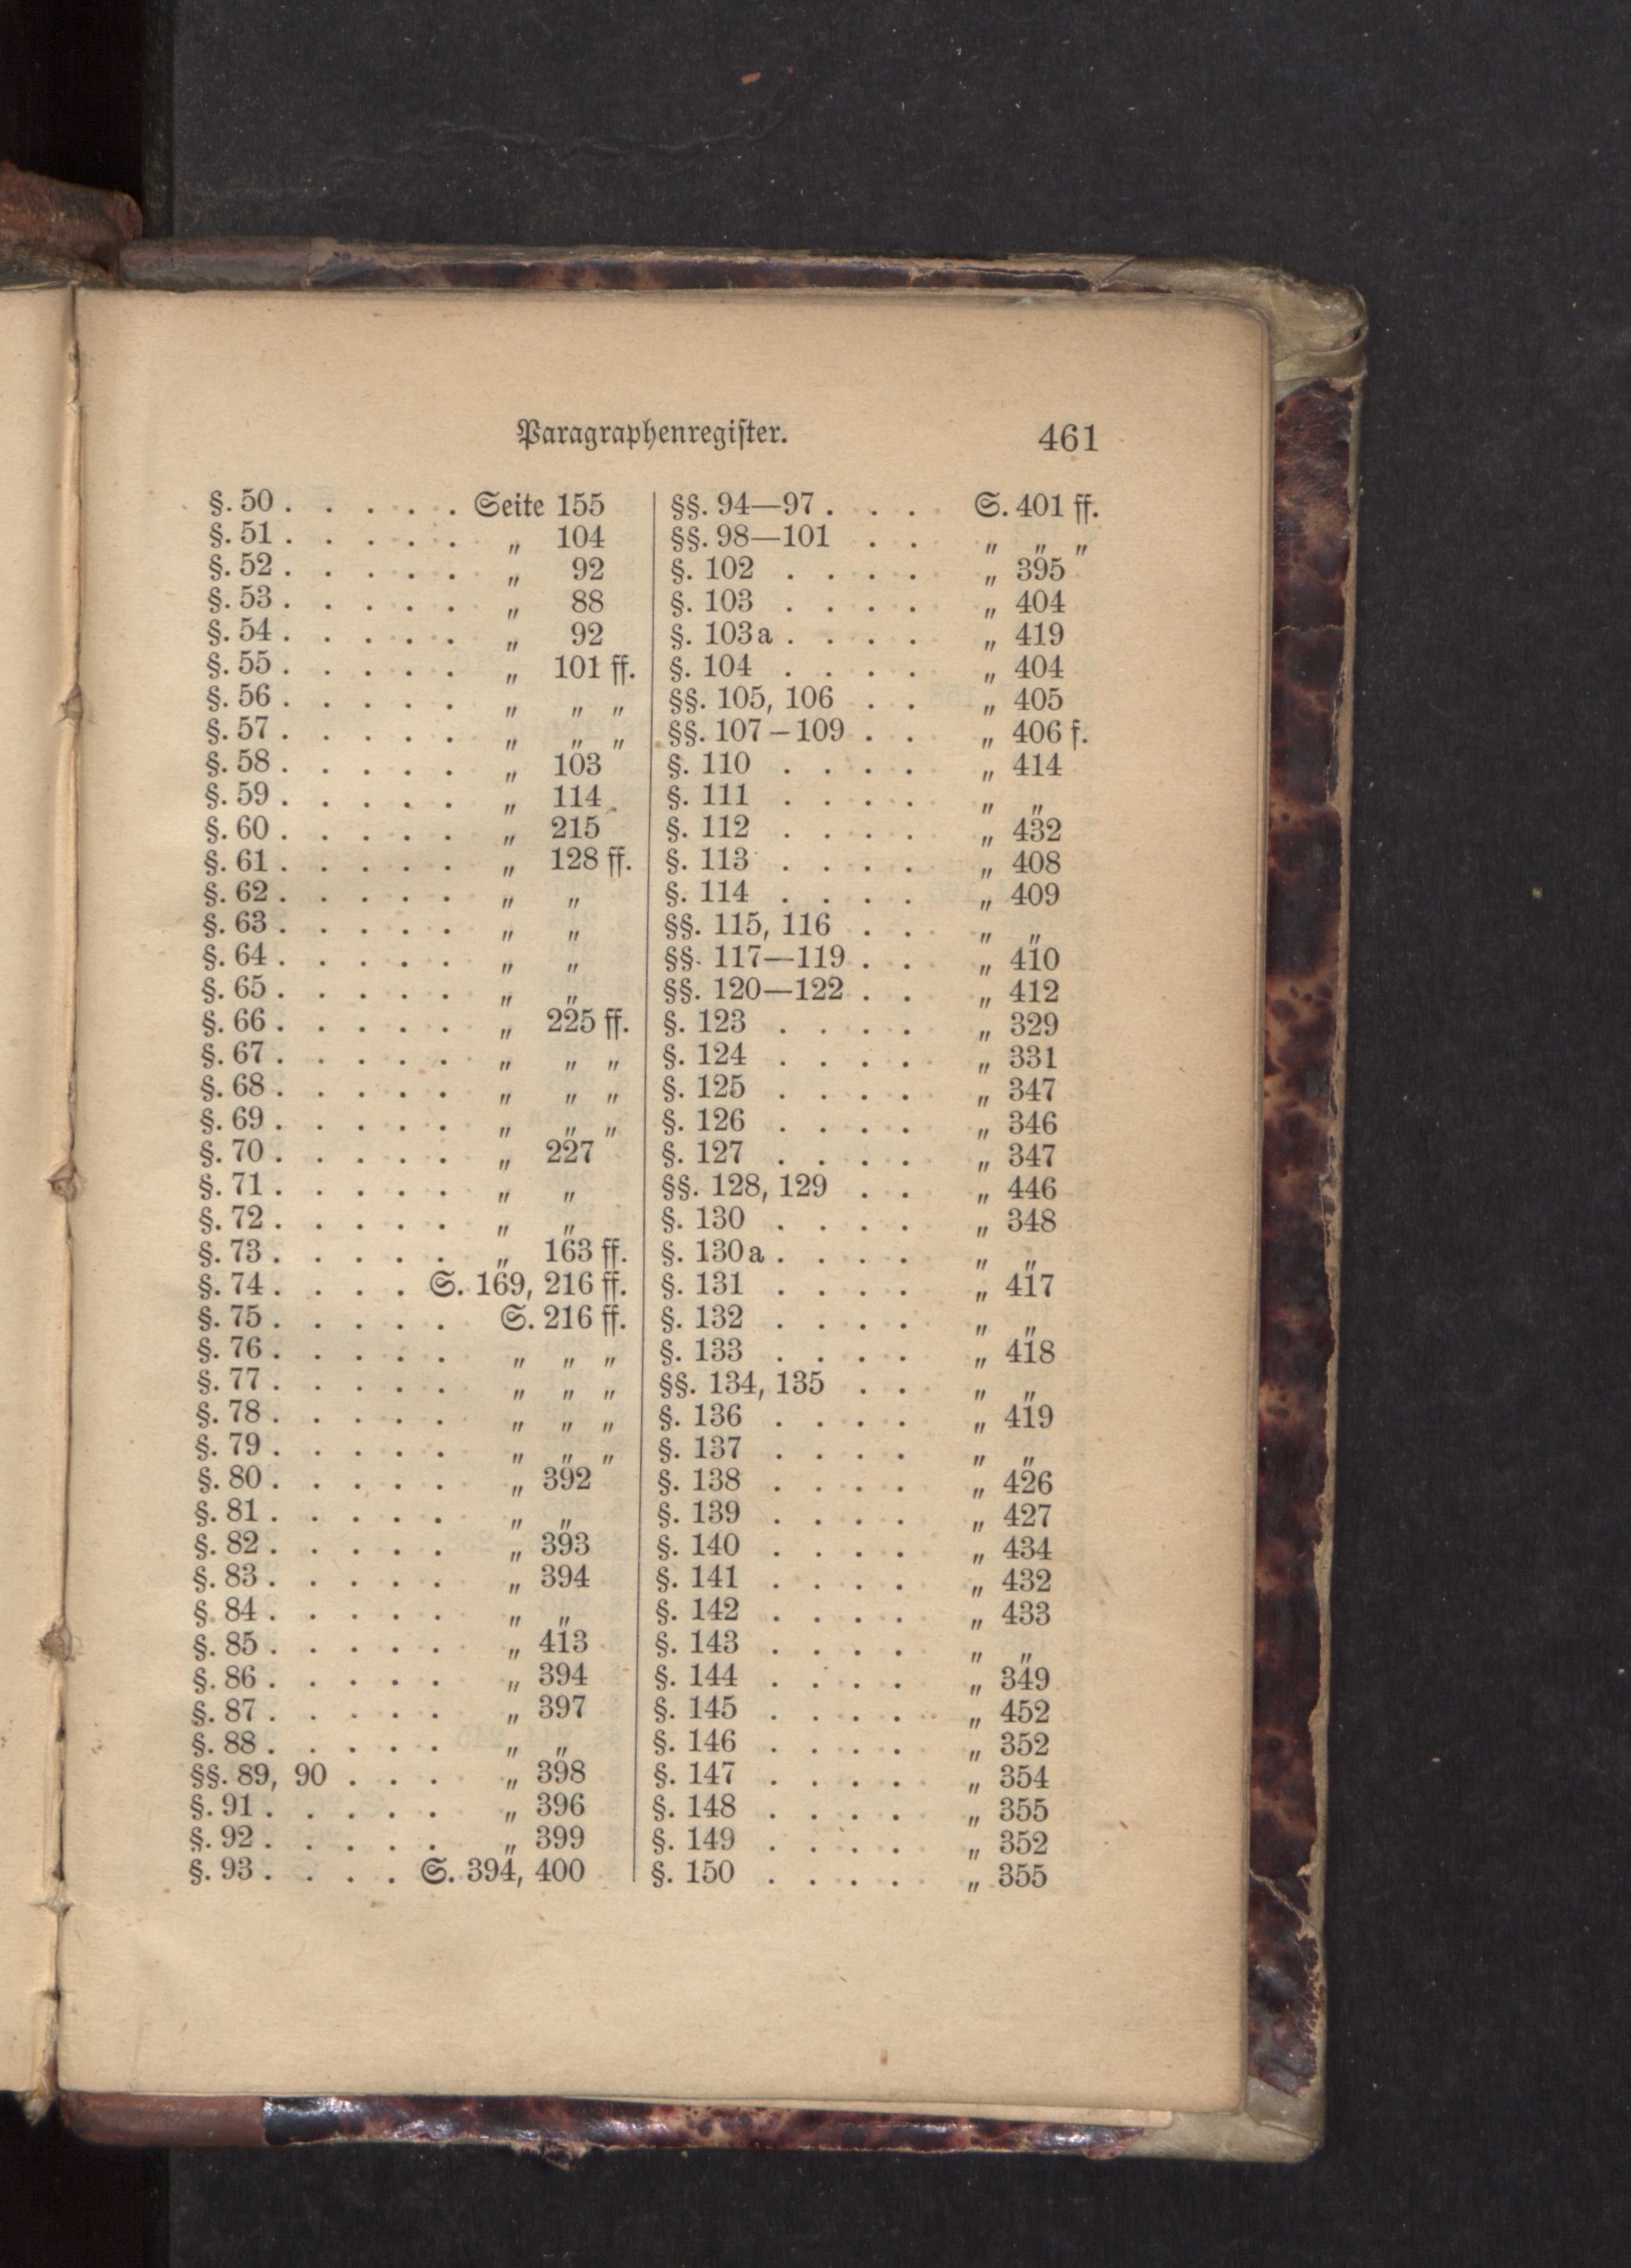 Paragraphenregiſter. 461
§. 50 . . . . . Seite 155
§. 51 . . . . . „ 104
§. 52 . . . . . „ 92
§. 53 . . . . . „ 88
§. 54 . . . . . „ 92
§. 55 . . . . . „ 101 ff.
§. 56 . . . . . „ „ „
§. 57 . . . . . „ „ „
§. 58 . . . . . „ 103
§. 59 . . . . . „ 114
§. 60 . . . . . „ 215
§. 61 . . . . . „ 128 ff.
§. 62 . . . . . „ „
§. 63 . . . . . „ „
§. 64 . . . . . „ „
§. 65 . . . . . „ „
§. 66 . . . . . „ 225 ff.
§. 67 . . . . . „ „ „
§. 68 . . . . . „ „ „
§. 69 . . . . . „ „ „
§. 70 . . . . . „ 227
§. 71 . . . . . „ „
§. 72 . . . . . „ „
§. 73 . . . . . „ 163 ff.
§. 74 . . . . S. 169, 216 ff.
§. 75 . . . . . S. 216 ff.
§. 76 . . . . . „ „ „
§. 77 . . . . . „ „ „
§. 78 . . . . . „ „ „
§. 79 . . . . . „ „ „
§. 80 . . . . . „ 392
§. 81 . . . . . „ „
§. 82 . . . . . „ 393
§. 83 . . . . . „ 394
§. 84 . . . . . „ „
§. 85 . . . . . „ 413
§. 86 . . . . . „ 394
§. 87 . . . . . „ 397
§. 88 . . . . . „ „
§§. 89, 90 . . . „ 398
§. 91 . . . . . „ 396
§. 92 . . . . . „ 399
§. 93 . . . . S. 394, 400
§§. 94—97 . . . . S. 401 ff.
§§. 98—101 . . „ „ „
§. 102 . . . . „ 395
§. 103 . . . . „ 404
§. 103a . . . . „ 419
§. 104 . . . . „ 404
§§. 105, 106 . . „ 405
§§. 107–109 . . „ 406 f.
§. 110 . . . . „ 414
§. 111 . . . . „ „
§. 112 . . . . „ 432
§. 113 . . . . „ 408
§. 114 . . . . „ 409
§§. 115, 116 . . „ „
§§. 117—119 . . „ 410
§§. 120—122 . . „ 412
§. 123 . . . . „ 329
§. 124 . . . . „ 331
§. 125 . . . . „ 347
§. 126 . . . . „ 346
§. 127 . . . . „ 347
§§. 128, 129 . . „ 446
§. 130 . . . . „ 348
§. 130a . . . . „ „
§. 131 . . . . „ 417
§. 132 . . . . „ „
§. 133 . . . . „ 418
§§. 134, 135 . . „ „
§. 136 . . . . „ 419
§. 137 . . . . „ „
§. 138 . . . . „ 426
§. 139 . . . . „ 427
§. 140 . . . . „ 434
§. 141 . . . . „ 432
§. 142 . . . . „ 433
§. 143 . . . . „ „
§. 144 . . . . „ 349
§. 145 . . . . „ 452
§. 146 . . . . „ 352
§. 147 . . . . „ 354
§. 148 . . . . „ 355
§. 149 . . . . „ 352
§. 150 . . . . „ 355